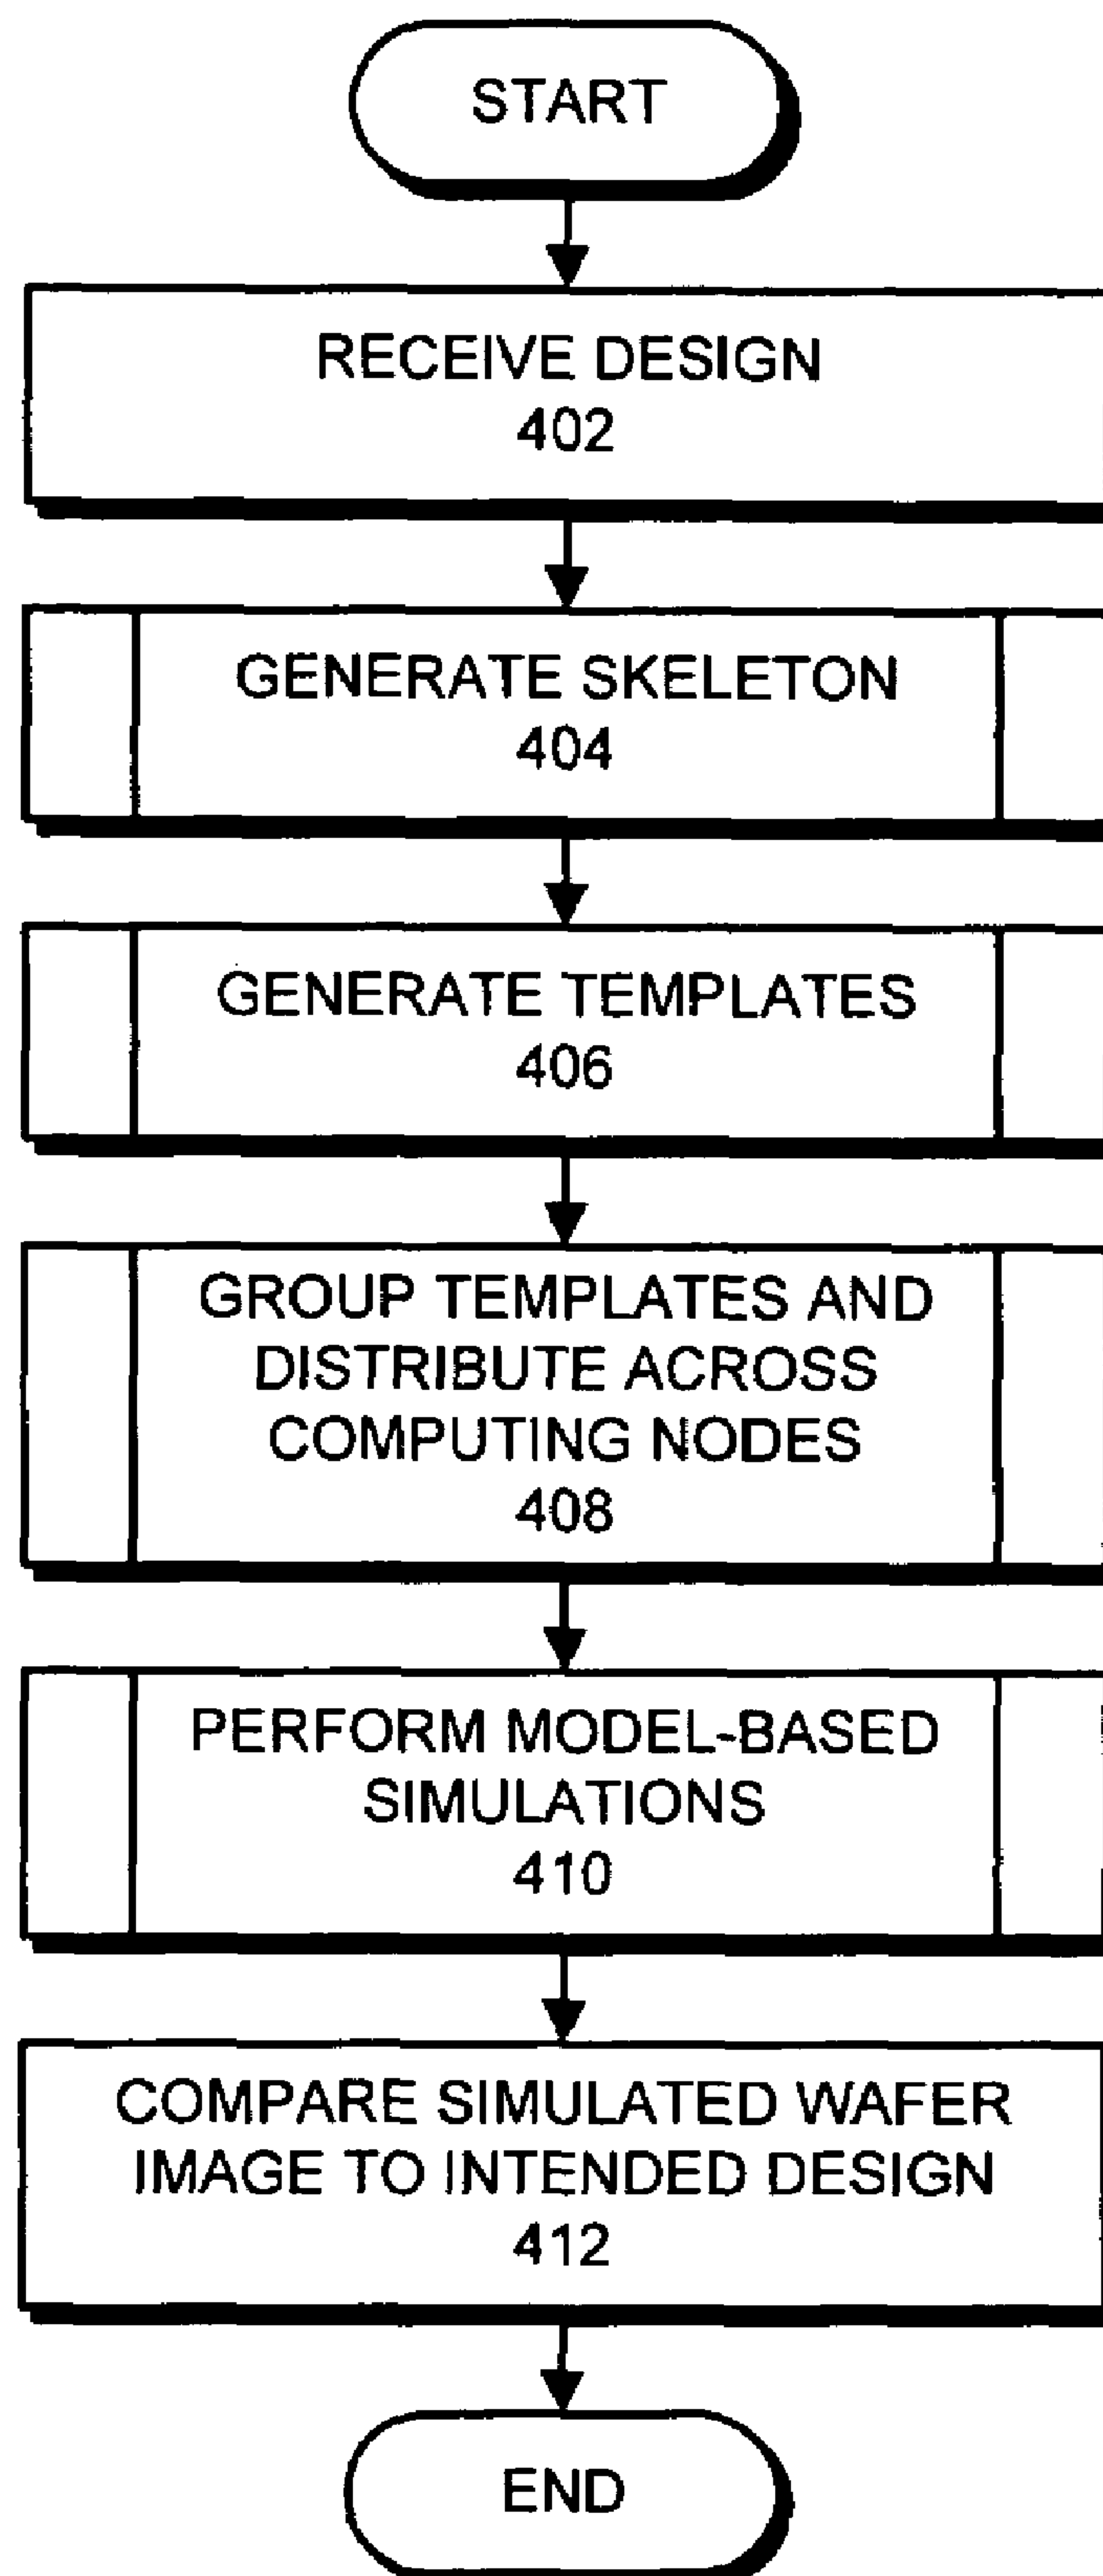 START
RECEIVE DESIGN
402
GENERATE SKELETON
404
GENERATE TEMPLATES
406
GROUP TEMPLATES AND
DISTRIBUTE ACROSS
COMPUTING NODES
408
PERFORM MODEL-BASED
SIMULATIONS
410
COMPARE SIMULATED WAFER
IMAGE TO INTENDED DESIGN
412
END